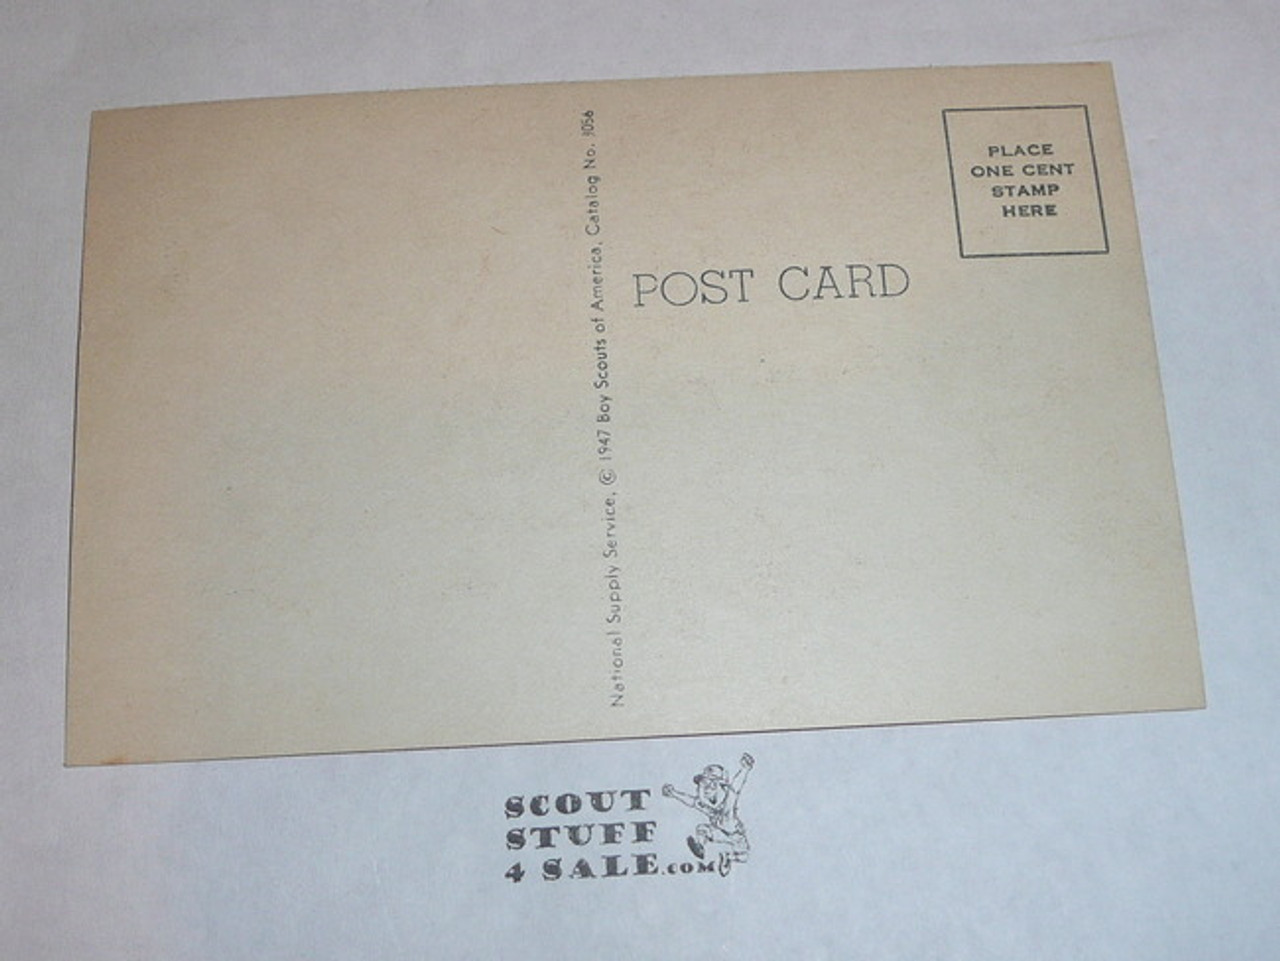 PLACE
ONE CENT
STAMP
HERE
POST CARD
National Supply Service, © 1947 Boy Scouts of America, Catalog No. 3056
SCOUT
STUFF
4 SALE.COM